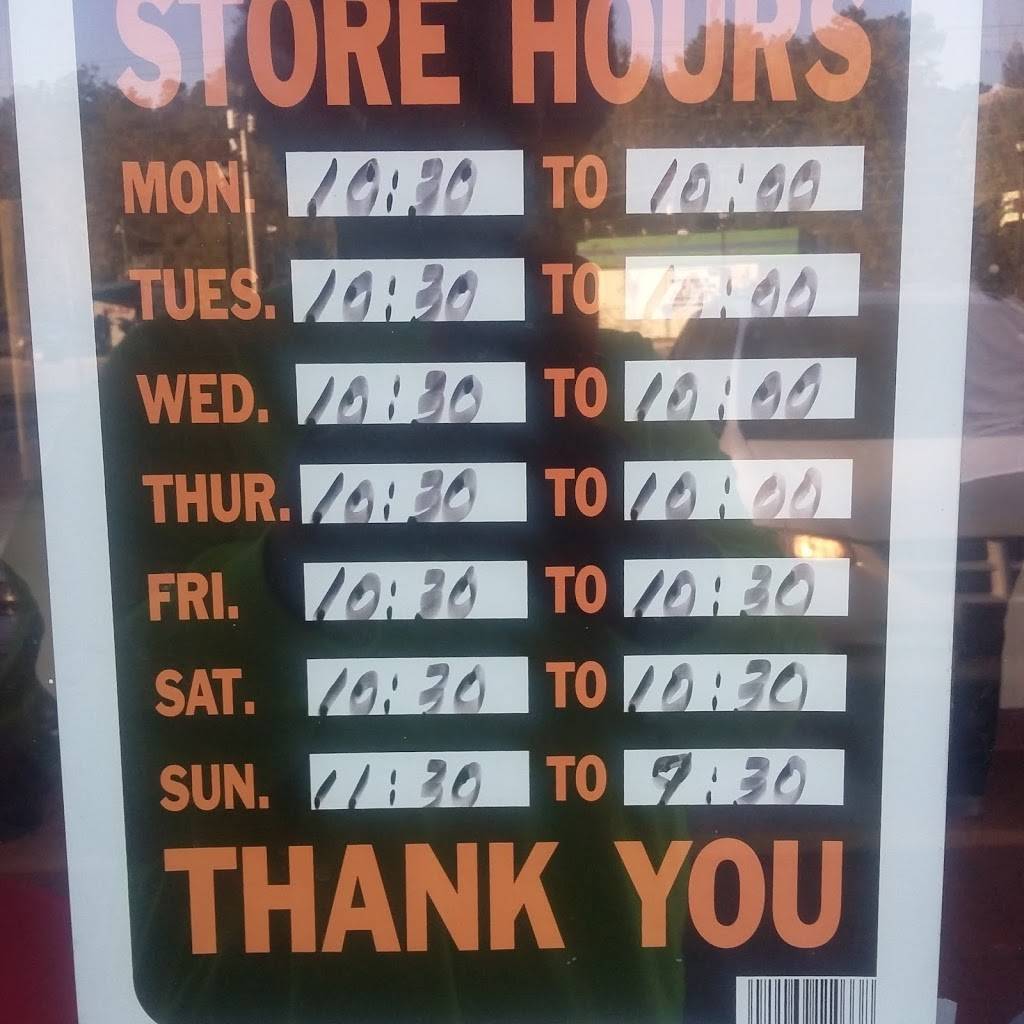 STORE HOURS
MON. 10:30 TO 10:00
TUES. 10:30 TO 10:00
WED. 10:30 TO 10:00
THUR. 10:30 TO 10:00
FRI. 10:30 TO 10:30
SAT. 10:30 TO 10:30
SUN. 11:30 TO 9:30
THANK YOU